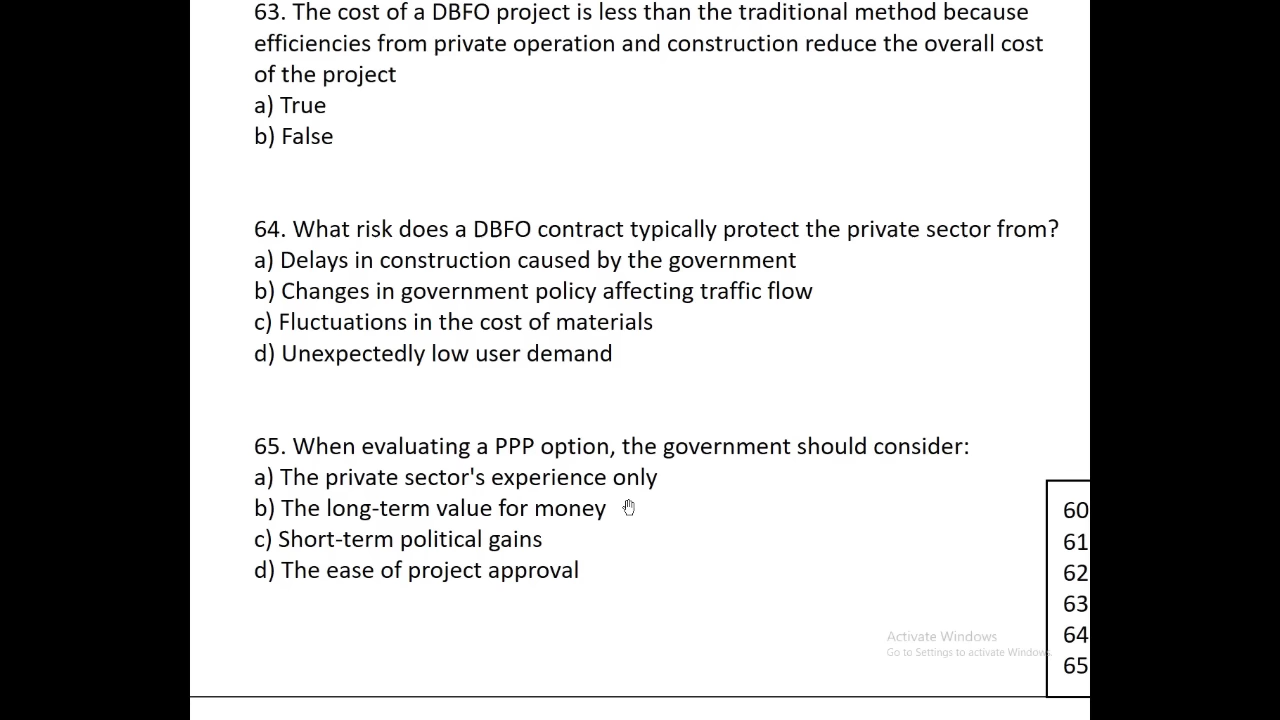 63. The cost of a DBFO project is less than the traditional method because
efficiencies from private operation and construction reduce the overall cost
of the project
a) True
b) False
64. What risk does a DBFO contract typically protect the private sector from?
a) Delays in construction caused by the government
b) Changes in government policy affecting traffic flow
c) Fluctuations in the cost of materials
d) Unexpectedly low user demand
65. When evaluating a PPP option, the government should consider:
a) The private sector's experience only
b) The long-term value for money
c) Short-term political gains
d) The ease of project approval
60
61
62
63
64
65
Activate Windows
Go to Settings to activate Windows.